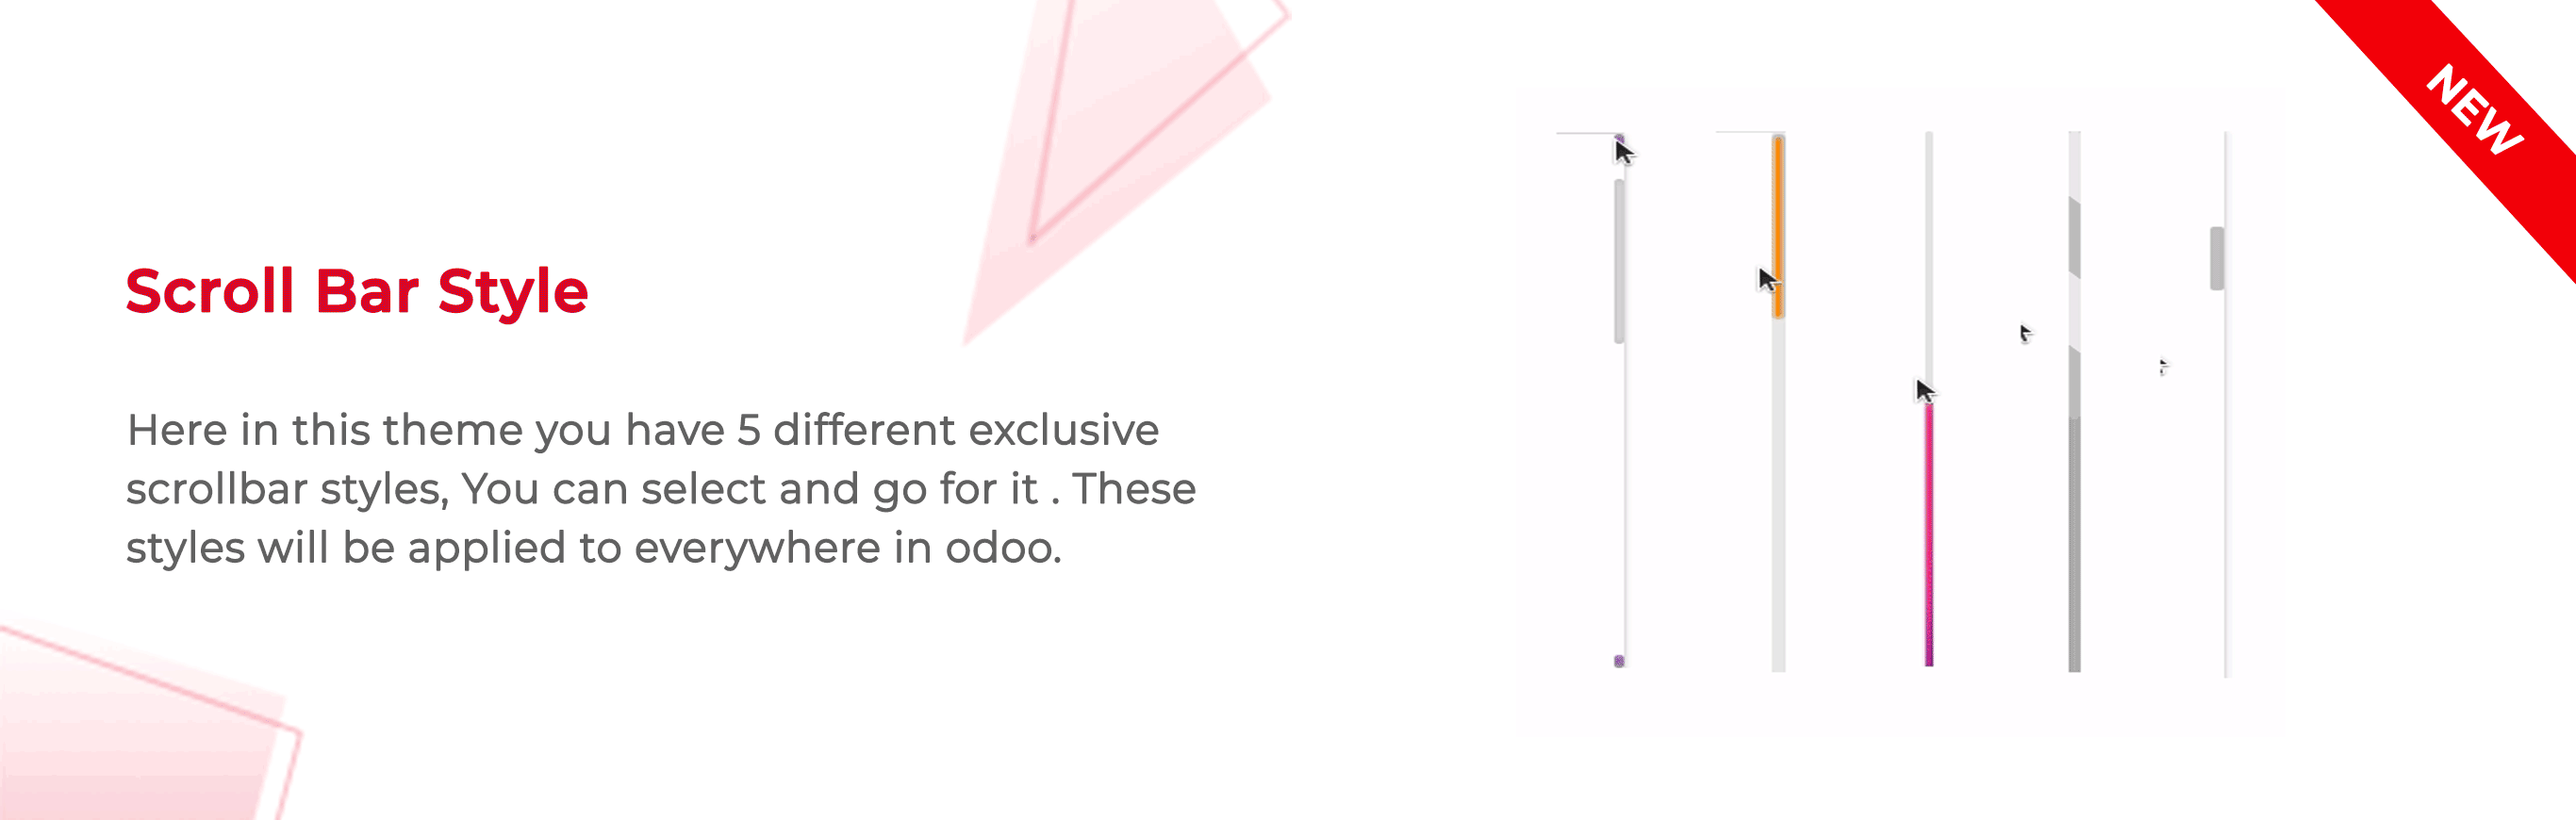 NEW
Scroll Bar Style
Here in this theme you have 5 different exclusive
scrollbar styles, You can select and go for it . These
styles will be applied to everywhere in odoo.